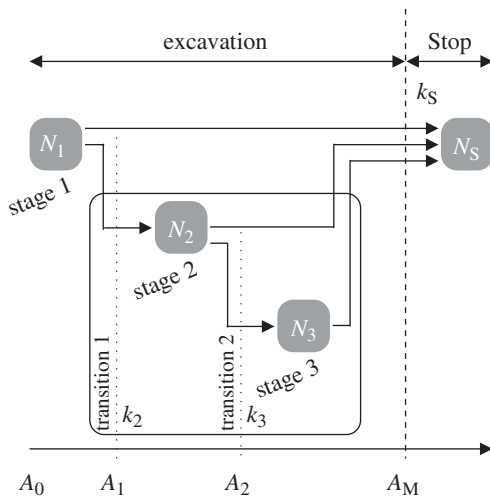 excavation
Stop
k_S
N_1
N_S
stage 1
N_2
stage 2
N_3
stage 3
transition 1
k_2
transition 2
k_3
A_0
A_1
A_2
A_M